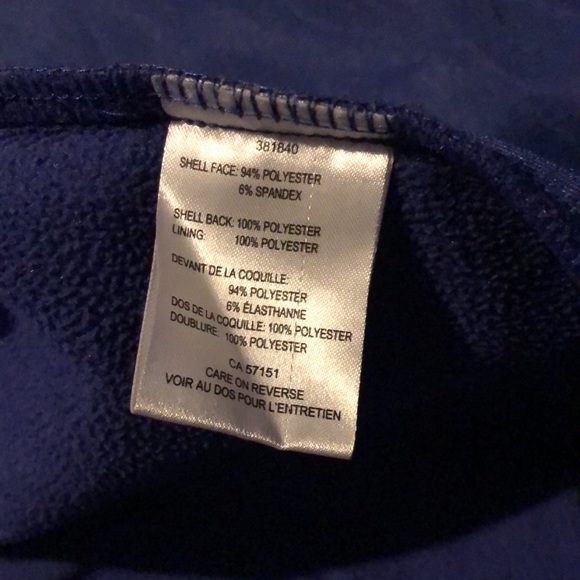 381840
SHELL FACE: 94% POLYESTER
6% SPANDEX
SHELL BACK: 100% POLYESTER
LINING: 100% POLYESTER
DEVANT DE LA COQUILLE:
94% POLYESTER
6% ÉLASTHANNE
DOS DE LA COQUILLE: 100% POLYESTER
DOUBLURE: 100% POLYESTER
CA 57151
CARE ON REVERSE
VOIR AU DOS POUR L'ENTRETIEN